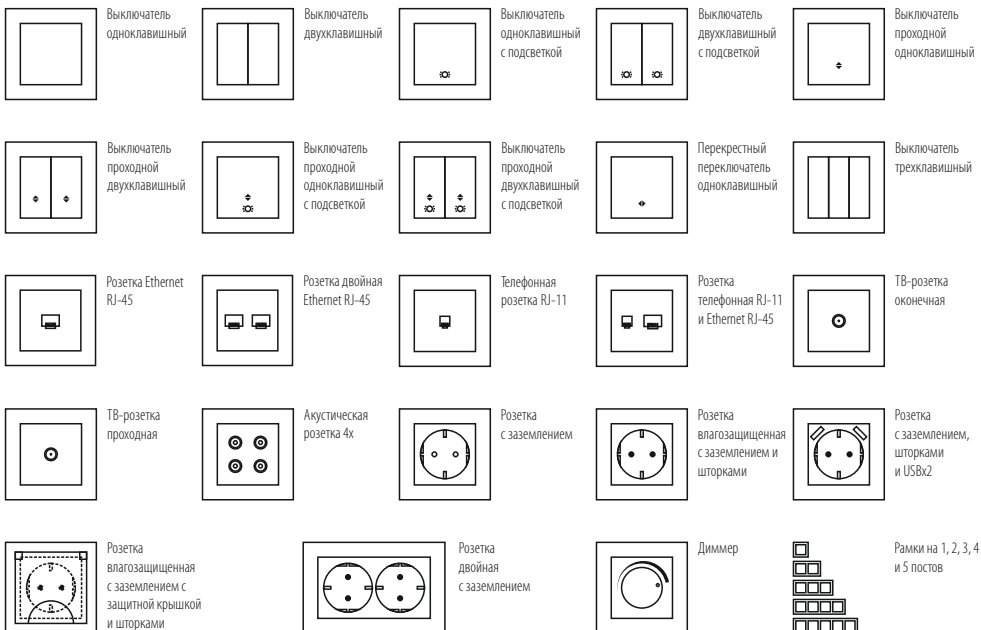 Выключатель
одноклавишный
Выключатель
двухклавишный
Выключатель
одноклавишный
с подсветкой
Выключатель
двухклавишный
с подсветкой
Выключатель
проходной
одноклавишный
Выключатель
проходной
двухклавишный
Выключатель
проходной
одноклавишный
с подсветкой
Выключатель
проходной
двухклавишный
с подсветкой
Перекрестный
переключатель
одноклавишный
Выключатель
трехклавишный
Розетка Ethernet
RJ-45
Розетка двойная
Ethernet RJ-45
Телефонная
розетка RJ-11
Розетка
телефонная RJ-11
и Ethernet RJ-45
ТВ-розетка
оконечная
ТВ-розетка
проходная
Акустическая
розетка 4x
Розетка
с заземлением
Розетка
влагозащищенная
с заземлением и
шторками
Розетка
с заземлением,
шторками
и USBx2
Розетка
влагозащищенная
с заземлением с
защитной крышкой
и шторками
Розетка
двойная
с заземлением
Диммер
Рамки на 1, 2, 3, 4
и 5 постов